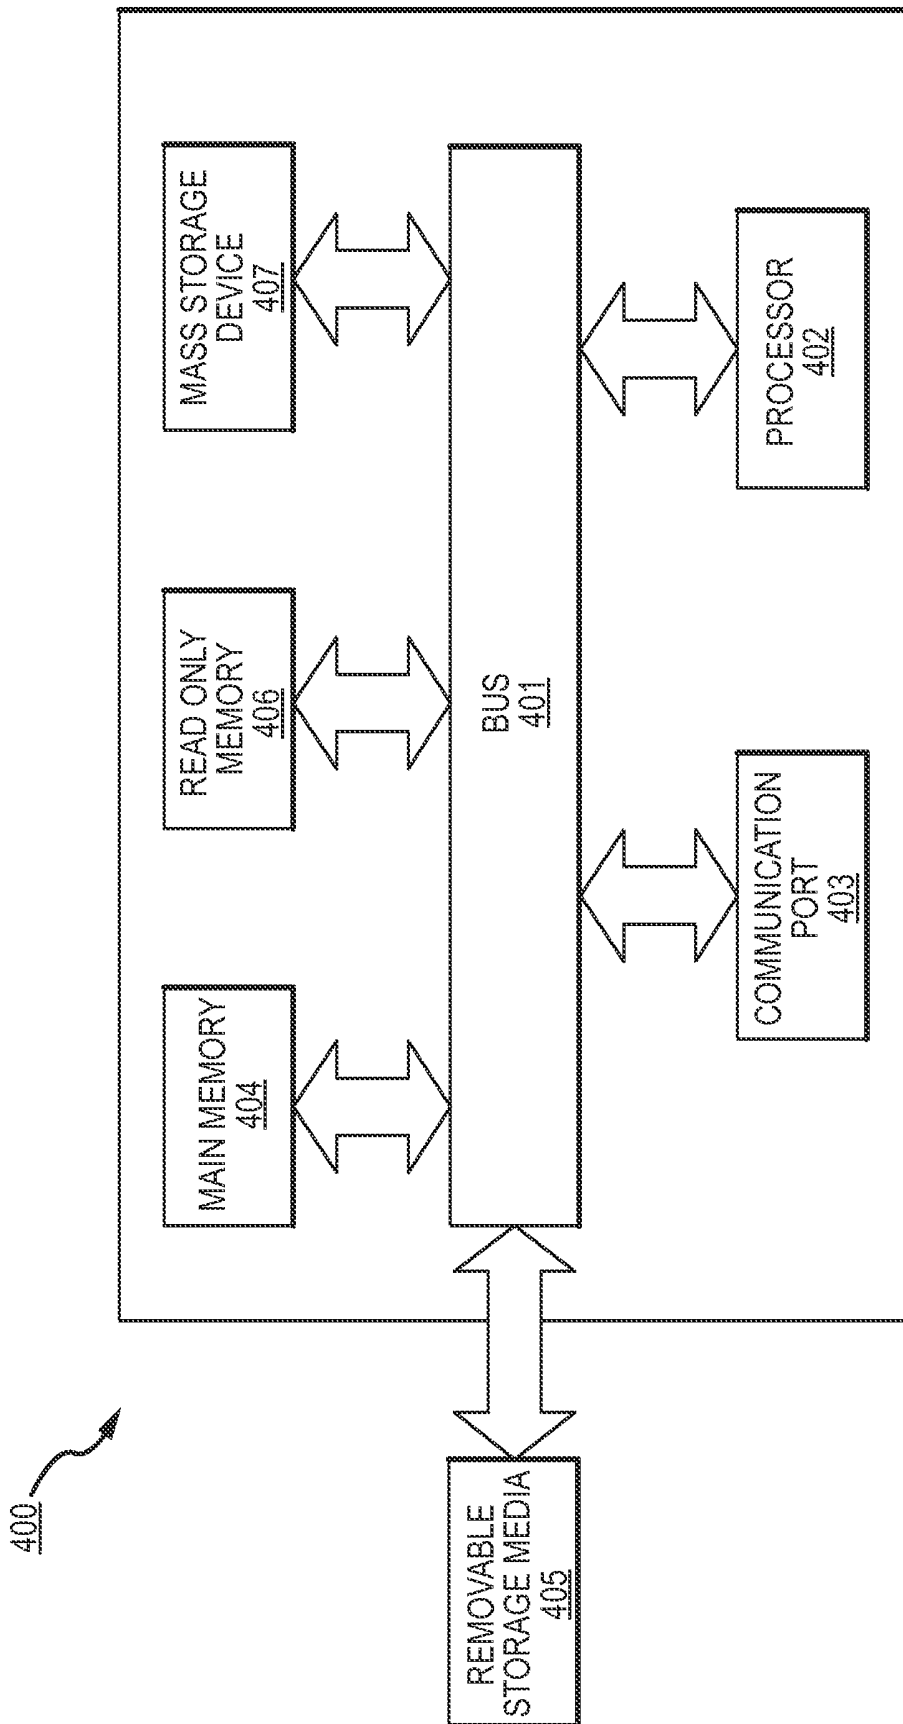 400
MAIN MEMORY
404
READ ONLY
MEMORY
406
MASS STORAGE
DEVICE
407
REMOVABLE
STORAGE MEDIA
405
BUS
401
COMMUNICATION
PORT
403
PROCESSOR
402